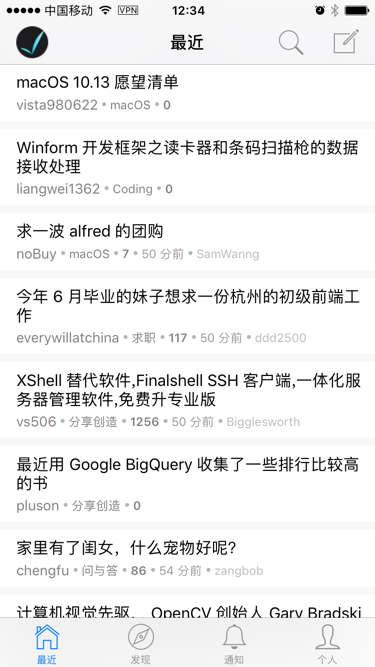 中国移动 VPN 12:34
最近
macOS 10.13 愿望清单
vista980622 • macOS • 0
Winform 开发框架之读卡器和条码扫描枪的数据
接收处理
liangwei1362 • Coding • 0
求一波 alfred 的团购
noBuy • macOS • 7 • 50 分前 • SamWanng
今年 6 月毕业的妹子想求一份杭州的初级前端工
作
everywillatchina • 求职 • 117 • 50 分前 • ddd2500
XShell 替代软件,Finalshell SSH 客户端,一体化服
务器管理软件,免费升专业版
vs506 • 分享创造 • 1256 • 50 分前 • Bigglesworth
最近用 Google BigQuery 收集了一些排行比较高
的书
pluson • 分享创造 • 0
家里有了闺女，什么宠物好呢?
chengfu • 问与答 • 86 • 54 分前 • zangbob
计算机视觉先驱， OpenCV 创始人 Gary Bradski
最近 发现 通知 个人